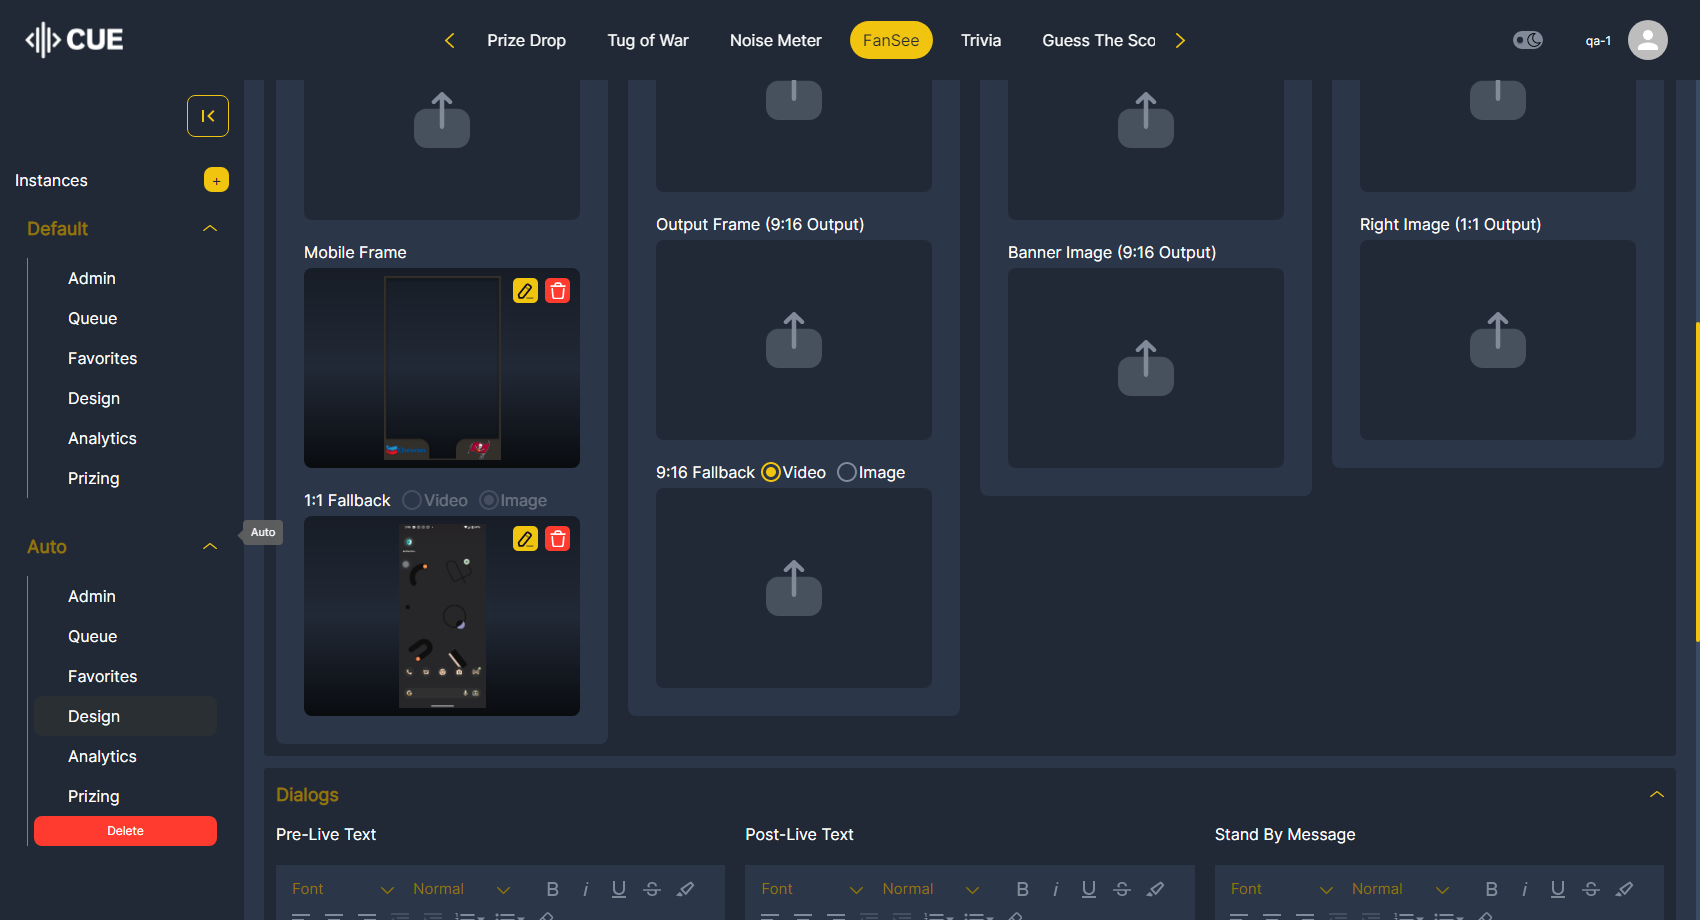 CUE
Prize Drop
Tug of War
Noise Meter
FanSee
Trivia
Guess The Sco
qa-1
Instances
+
Default
Admin
Queue
Favorites
Design
Analytics
Prizing
Auto
Auto
Admin
Queue
Favorites
Design
Analytics
Prizing
Delete
Mobile Frame
1:1 Fallback Video Image
Output Frame (9:16 Output)
9:16 Fallback Video Image
Banner Image (9:16 Output)
Right Image (1:1 Output)
Dialogs
Pre-Live Text
Font Normal B i U S
Post-Live Text
Font Normal B i U S
Stand By Message
Font Normal B i U S